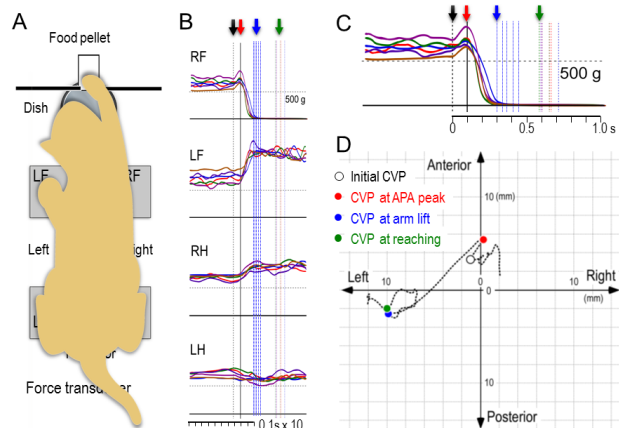 A
Food pellet
Dish
LF
RF
Left
L
Force transdu
B
RF
500 g
LF
RH
LH
0.1s x 10
C
500 g
0
0.5
1.0 s
D
Anterior
Initial CVP
CVP at APA peak
CVP at arm lift
CVP at reaching
10 (mm)
Left
Right
10
0
0
10
(mm)
10
Posterior